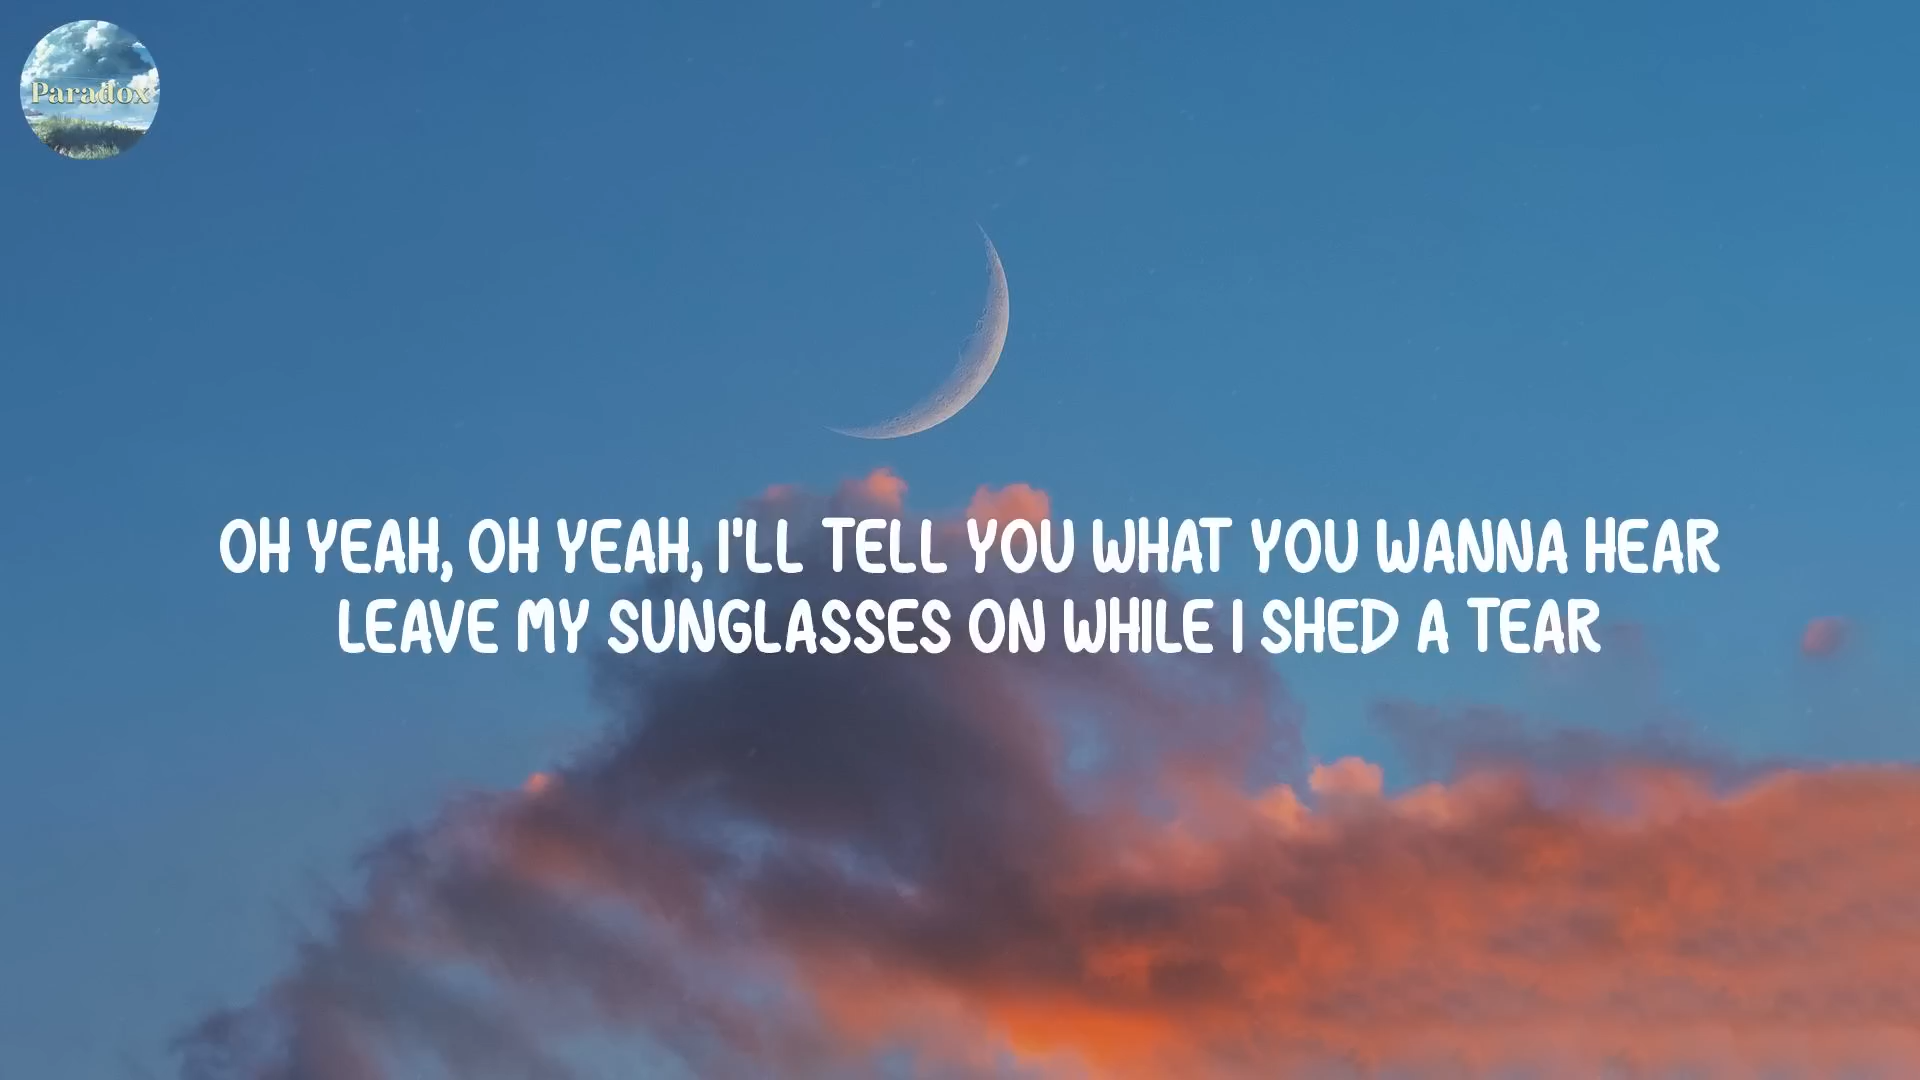 Paradox
OH YEAH, OH YEAH, I'LL TELL YOU WHAT YOU WANNA HEAR
LEAVE MY SUNGLASSES ON WHILE I SHED A TEAR